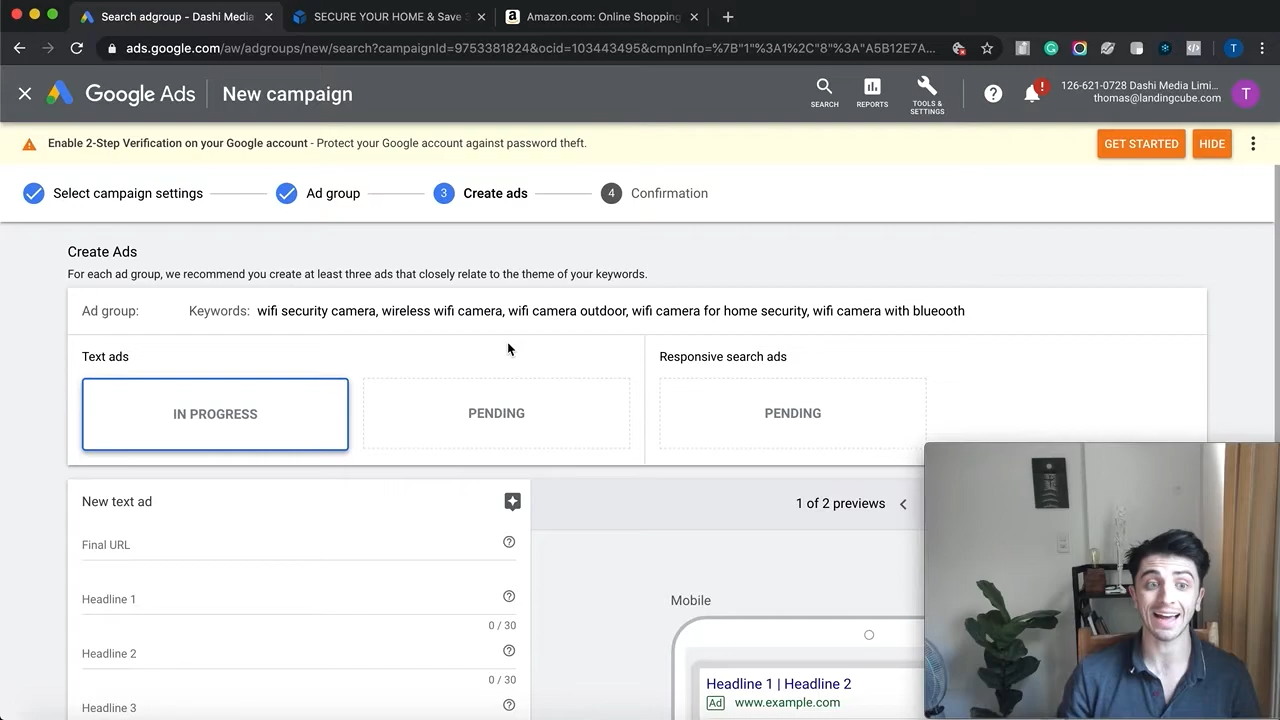 Search adgroup - Dashi Media
SECURE YOUR HOME & Save
Amazon.com: Online Shopping
ads.google.com/aw/adgroups/new/search?campaignId=9753381824&ocid=103443495&cmpnInfo=%7B"1"%3A1%2C"8"%3A"A5B12E7A...
T
Google Ads
New campaign
SEARCH
REPORTS
TOOLS & SETTINGS
126-621-0728 Dashi Media Limi...
thomas@landingcube.com
T
Enable 2-Step Verification on your Google account - Protect your Google account against password theft.
GET STARTED
HIDE
Select campaign settings
Ad group
3 Create ads
4 Confirmation
Create Ads
For each ad group, we recommend you create at least three ads that closely relate to the theme of your keywords.
Ad group: Keywords: wifi security camera, wireless wifi camera, wifi camera outdoor, wifi camera for home security, wifi camera with blueooth
Text ads
Responsive search ads
IN PROGRESS
PENDING
PENDING
New text ad
1 of 2 previews
Final URL
Headline 1
0 / 30
Headline 2
0 / 30
Headline 3
Mobile
Headline 1 | Headline 2
Ad www.example.com